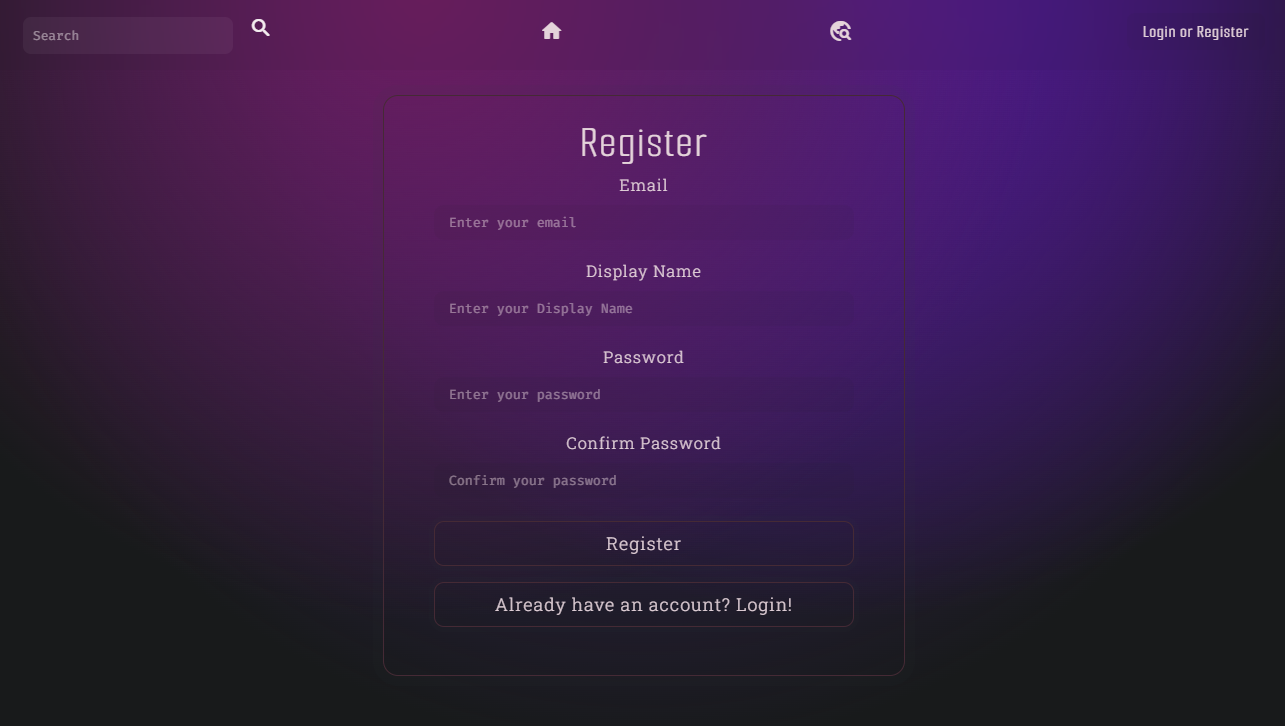 Search
Login or Register
Register
Email
Enter your email
Display Name
Enter your Display Name
Password
Enter your password
Confirm Password
Confirm your password
Register
Already have an account? Login!